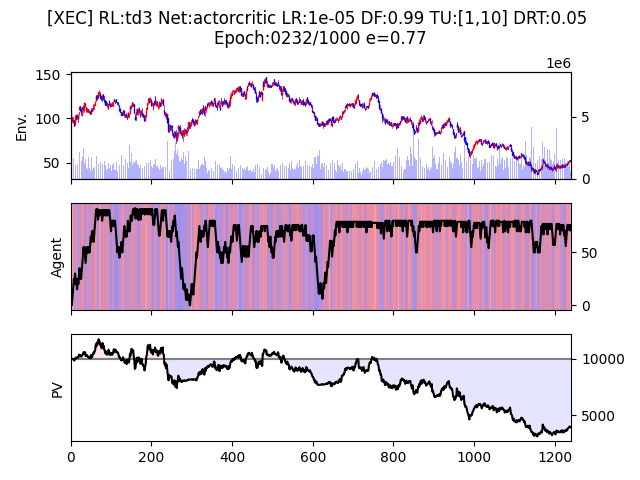 [XEC] RL:td3 Net:actorcritic LR:1e-05 DF:0.99 TU:[1,10] DRT:0.05
Epoch:0232/1000 e=0.77
1e6
150
100
50
Env.
5
0
Agent
50
0
PV
10000
5000
0
200
400
600
800
1000
1200